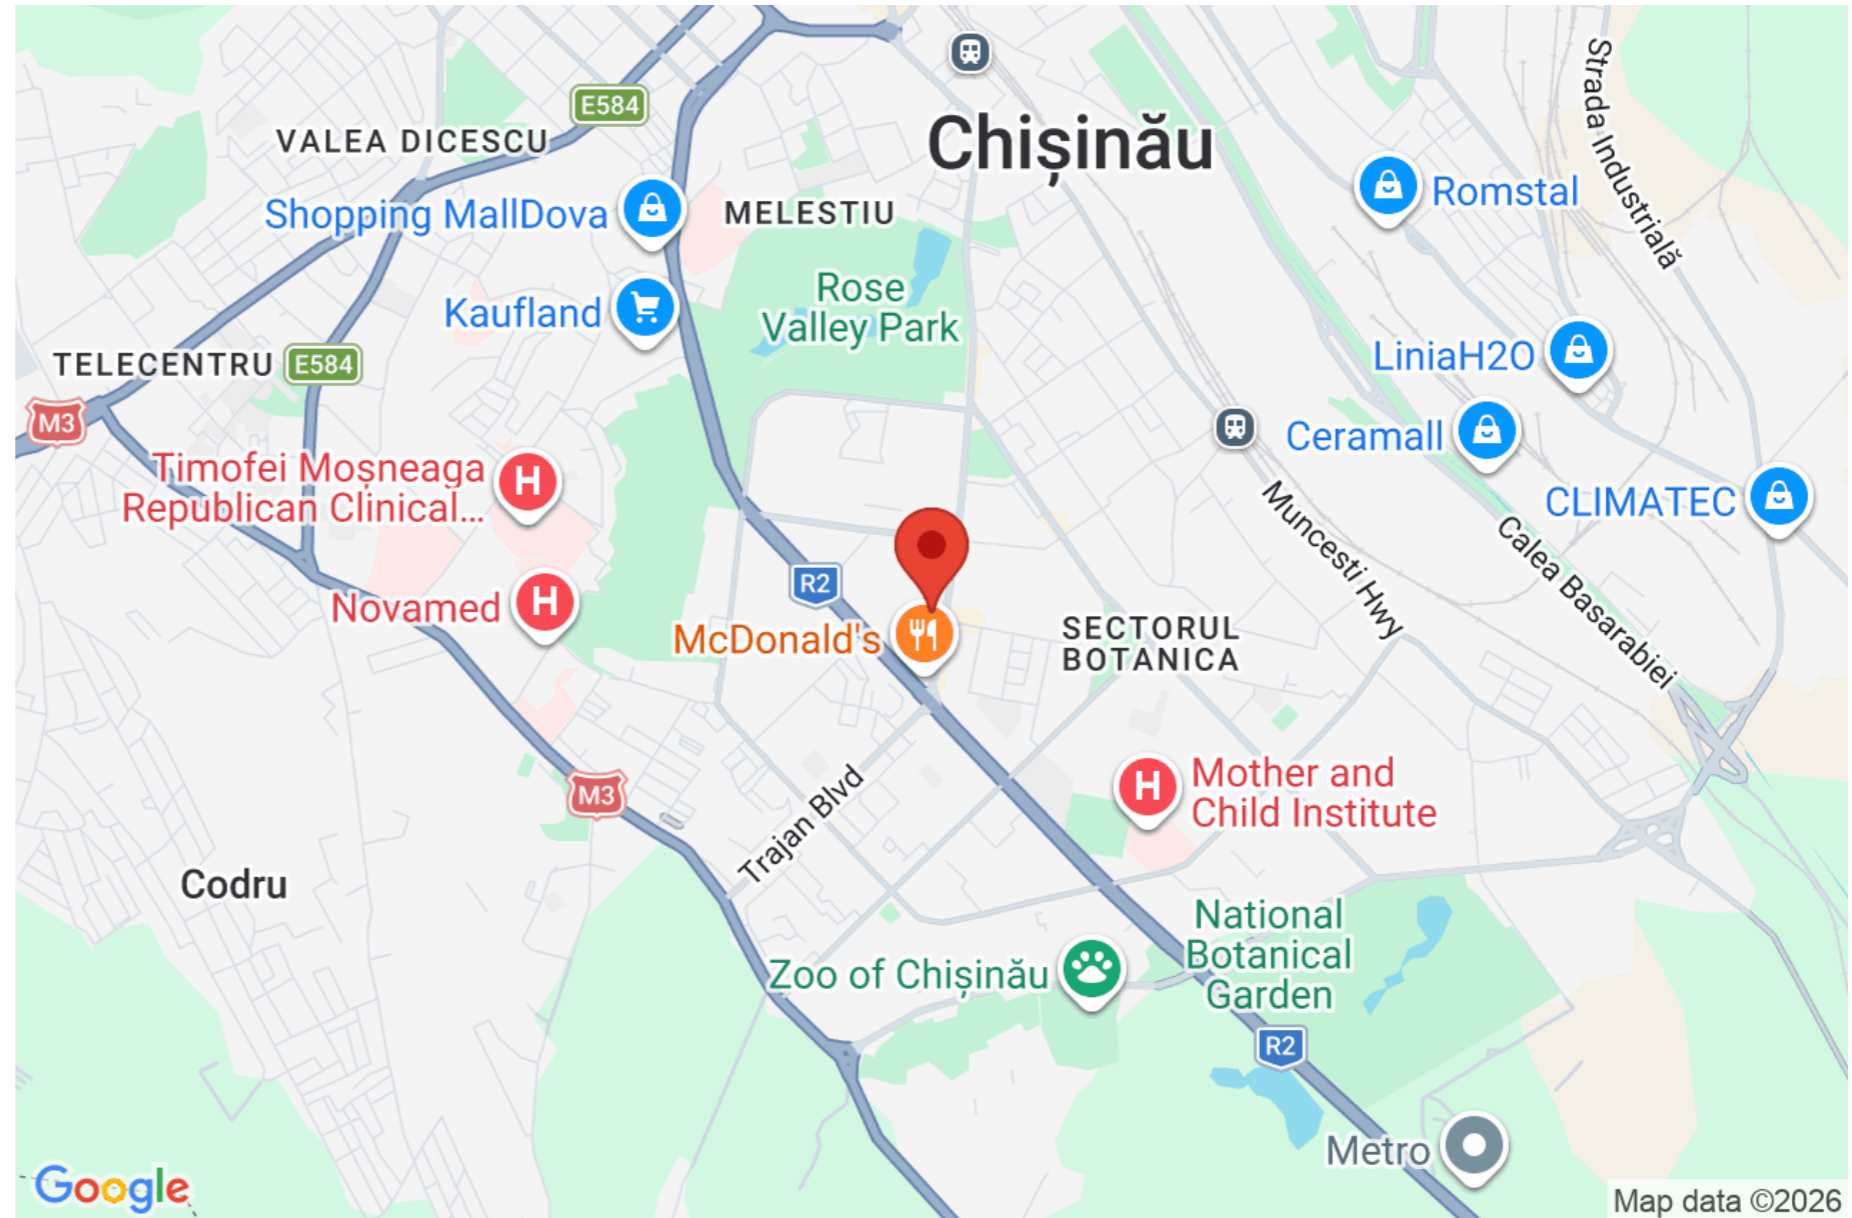 E584
Chișinău
VALEA DICESCU
Strada Industrială
Romstal
Shopping MallDova
MELESTIU
Rose
Valley Park
Kaufland
LiniaH2O
TELECENTRU
E584
M3
Ceramall
Timofei Moșneaga
Republican Clinical...
H
CLIMATEC
Muncesti Hwy
Calea Basarabiei
R2
Novamed
H
McDonald's
SECTORUL
BOTANICA
M3
Mother and
Child Institute
H
Trajan Blvd
Codru
National
Botanical
Garden
Zoo of Chișinău
R2
Metro
Google
Map data ©2026